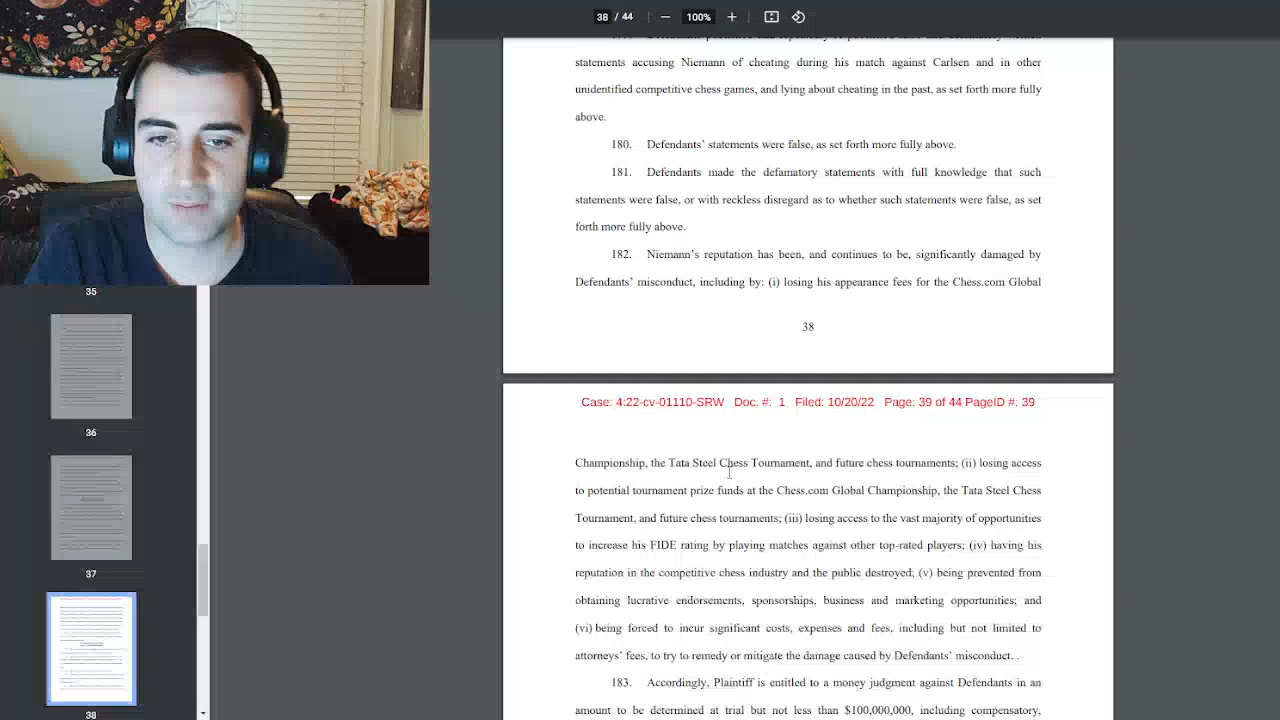 38 / 44
100%
statements accusing Niemann of cheating during his match against Carlsen and in other
unidentified competitive chess games, and lying about cheating in the past, as set forth more fully
above.
180. Defendants’ statements were false, as set forth more fully above.
181. Defendants made the defamatory statements with full knowledge that such
statements were false, or with reckless disregard as to whether such statements were false, as set
forth more fully above.
182. Niemann’s reputation has been, and continues to be, significantly damaged by
Defendants’ misconduct, including by: (i) losing his appearance fees for the Chess.com Global
38
Case: 4:22-cv-01110-SRW Doc. #: 1 Filed: 10/20/22 Page: 39 of 44 PageID #: 39
Championship, the Tata Steel Chess Tournament, and future chess tournaments; (ii) losing access
to potential tournament prize funds at the Chess.com Global Championship, the Tata Steel Chess
Tournament, and future chess tournaments; (iii) losing access to the vast majority of opportunities
to increase his FIDE rating by playing matches against other top-rated players; (iv) having his
reputation in the competitive chess industry and the public destroyed; (v) being prevented from
obtaining lucrative endorsements, sponsorships, business and marketing opportunities; and
(vi) being forced to incur significant costs, expenses and fees, including but not limited to
attorneys’ fees, to try to remedy or mitigate the damage caused by Defendants’ misconduct. .
183. Accordingly, Plaintiff is entitled to a money judgment against Defendants in an
amount to be determined at trial but not less than $100,000,000, including compensatory,
35
36
37
38